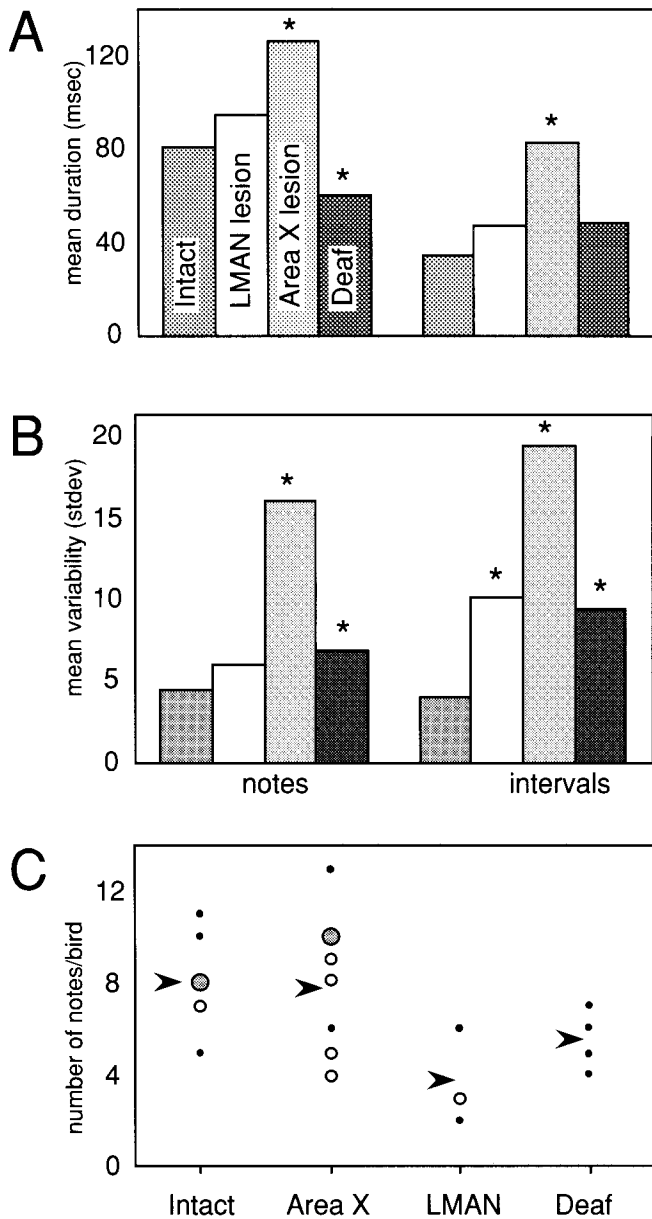 A
mean duration (msec)
120
80
40
0
Intact
LMAN lesion
Area X lesion
Deaf
*
*
*
B
mean variability (stdev)
20
15
10
5
0
*
*
*
*
*
notes
intervals
C
number of notes/bird
12
8
4
0
Intact
Area X
LMAN
Deaf